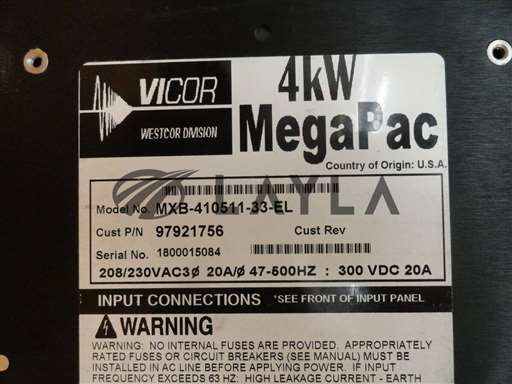 VICOR
WESTCOR DIVISION
4kW
MegaPac
Country of Origin: U.S.A.
LAYLA
Model No. MXB-410511-33-EL
Cust P/N 97921756 Cust Rev
Serial No. 1800015084
208/230VAC3Ø 20A/Ø 47-500HZ : 300 VDC 20A
INPUT CONNECTIONS *SEE FRONT OF INPUT PANEL
WARNING
WARNING: NO INTERNAL FUSES ARE PROVIDED. APPROPRIATELY
RATED FUSES OR CIRCUIT BREAKERS (SEE MANUAL) MUST BE
INSTALLED IN AC LINE BEFORE APPLYING POWER. IF INPUT
FREQUENCY EXCEEDS 63 HZ: HIGH LEAKAGE CURRENT - EARTH